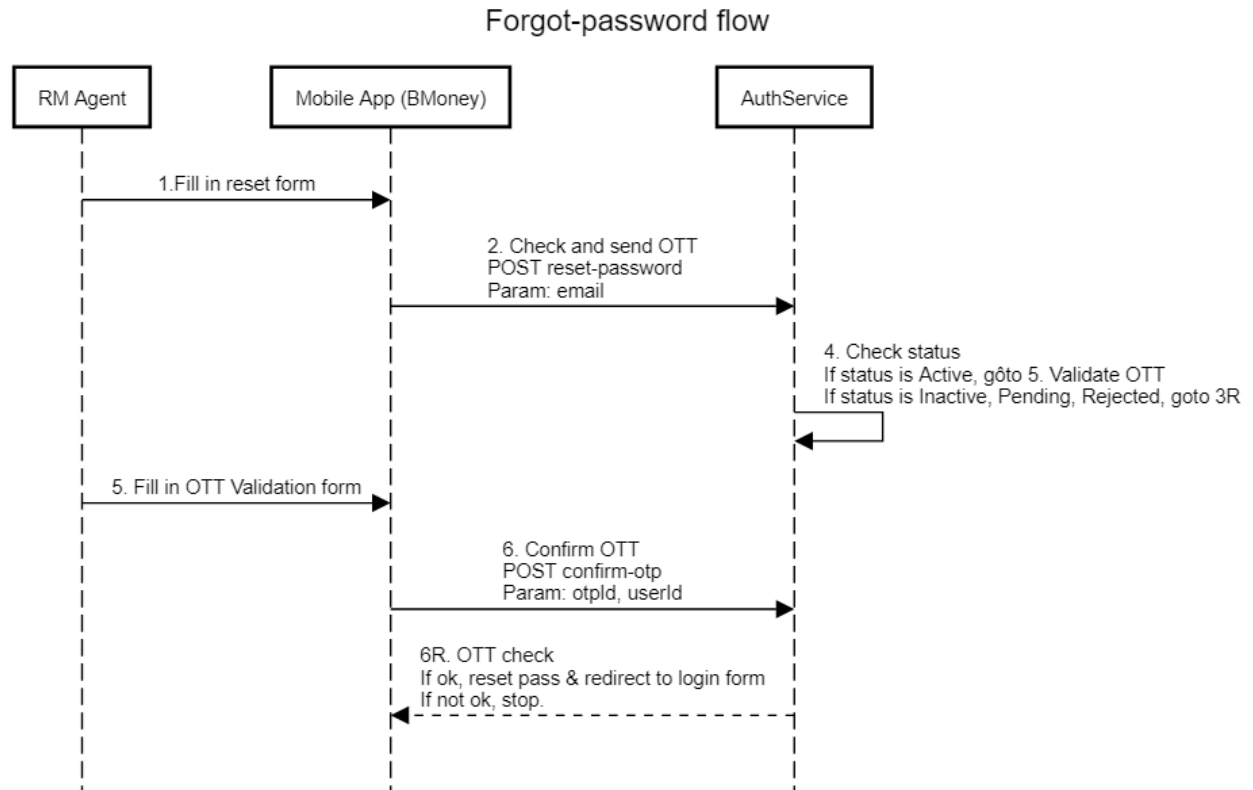 Forgot-password flow
RM Agent
Mobile App (BMoney)
AuthService
1.Fill in reset form
2. Check and send OTT
POST reset-password
Param: email
4. Check status
If status is Active, gôto 5. Validate OTT
If status is Inactive, Pending, Rejected, goto 3R
5. Fill in OTT Validation form
6. Confirm OTT
POST confirm-otp
Param: otpId, userId
6R. OTT check
If ok, reset pass & redirect to login form
If not ok, stop.